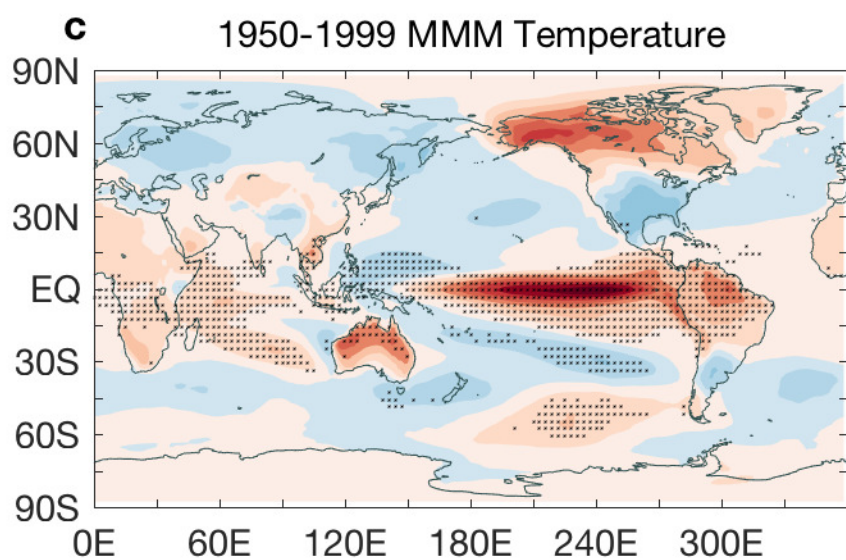 c 1950-1999 MMM Temperature
90N
60N
30N
EQ
30S
60S
90S
0E 60E 120E 180E 240E 300E